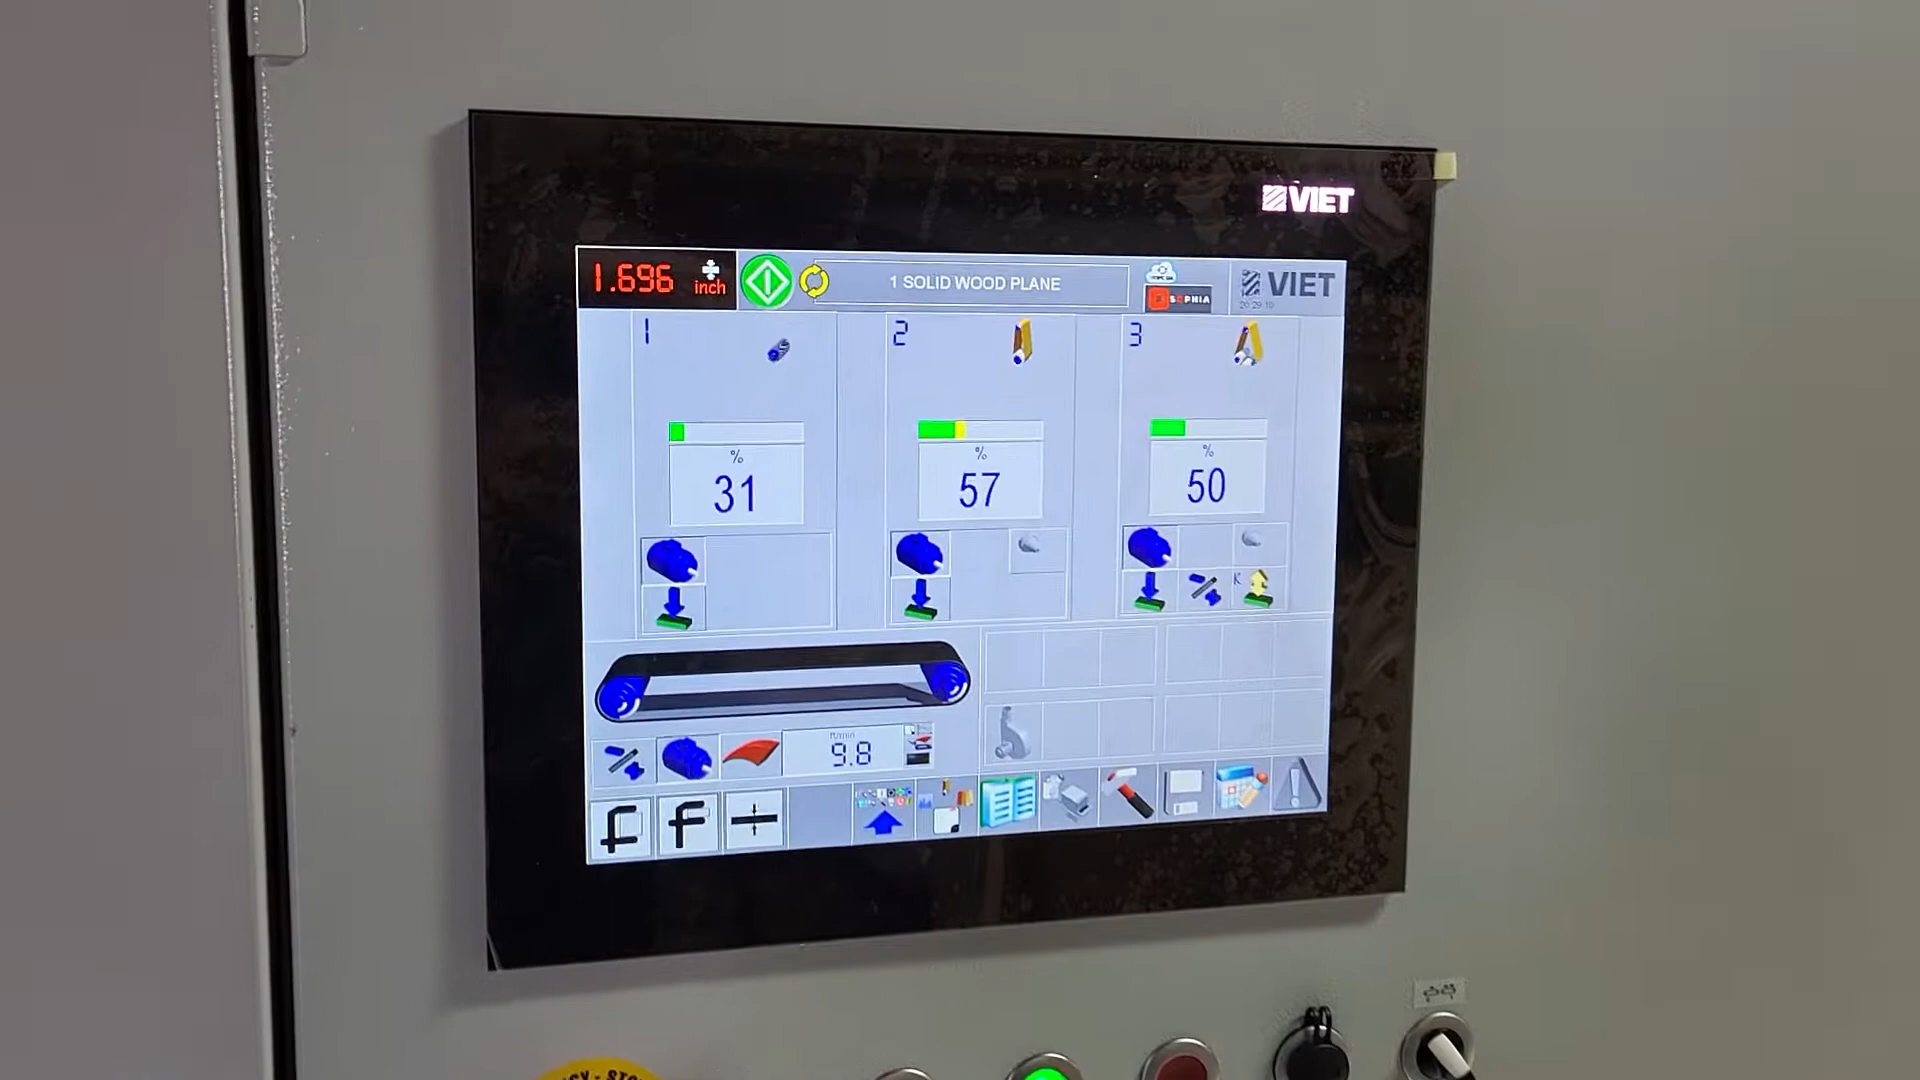 VIET
1.696 inch
1 SOLID WOOD PLANE
SOPHIA
VIET
1
2
3
%
31
%
57
%
50
K
ft/min
9.8